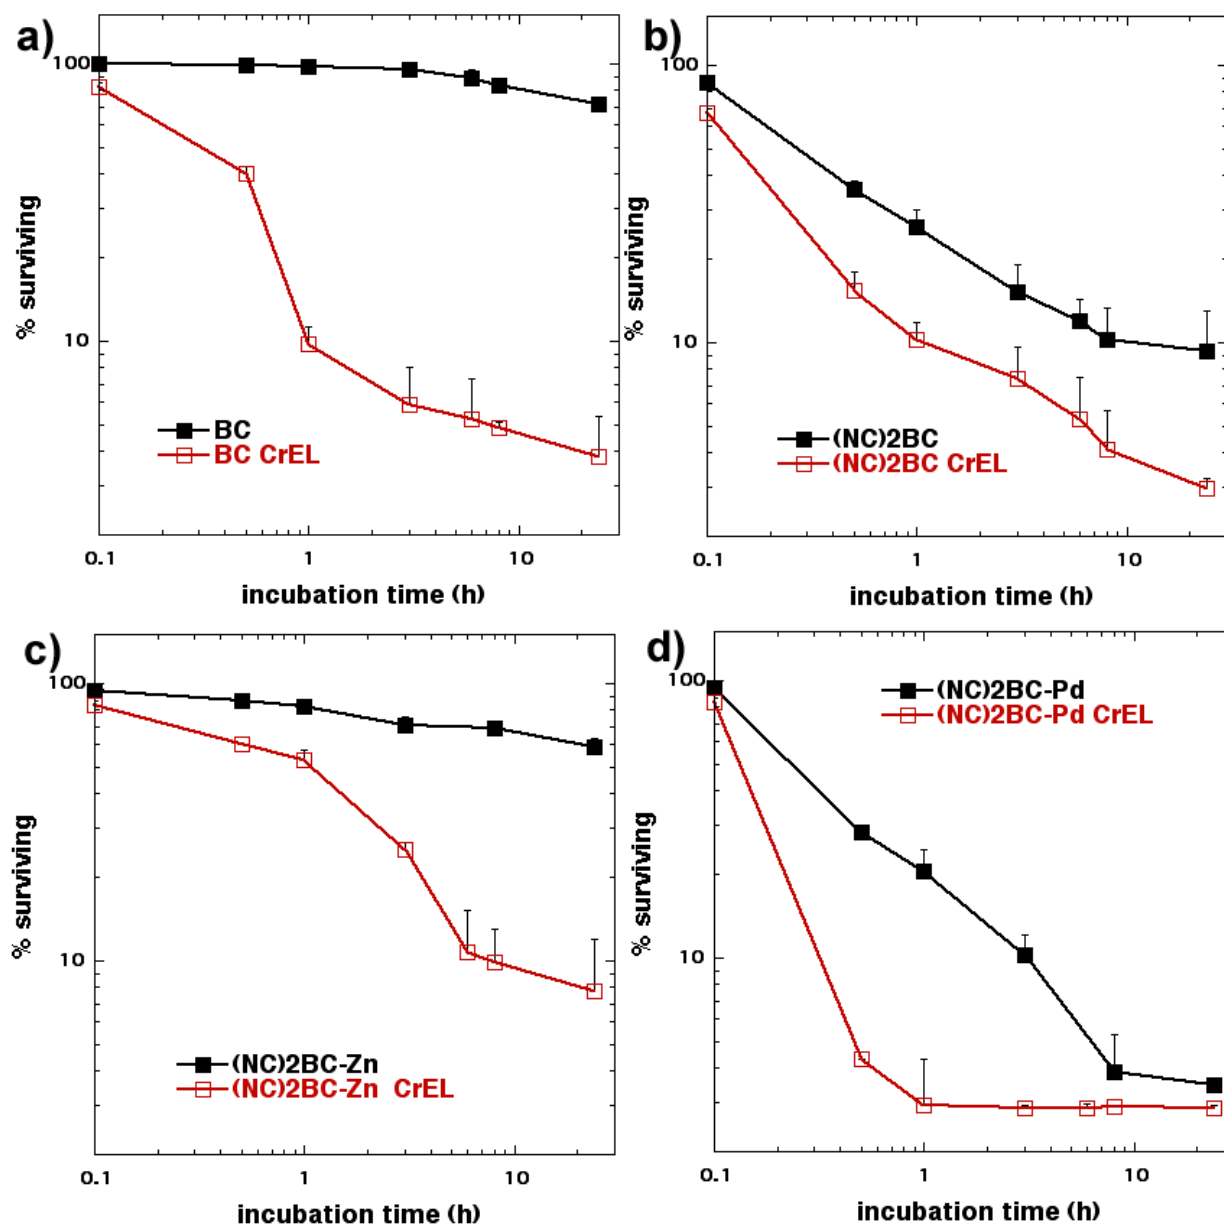 a)
100
10
% surviving
BC
BC CrEL
0.1
1
10
incubation time (h)
b)
100
10
% surviving
(NC)2BC
(NC)2BC CrEL
0.1
1
10
incubation time (h)
c)
100
10
% surviving
(NC)2BC-Zn
(NC)2BC-Zn CrEL
0.1
1
10
incubation time (h)
d)
100
10
% surviving
(NC)2BC-Pd
(NC)2BC-Pd CrEL
0.1
1
10
incubation time (h)